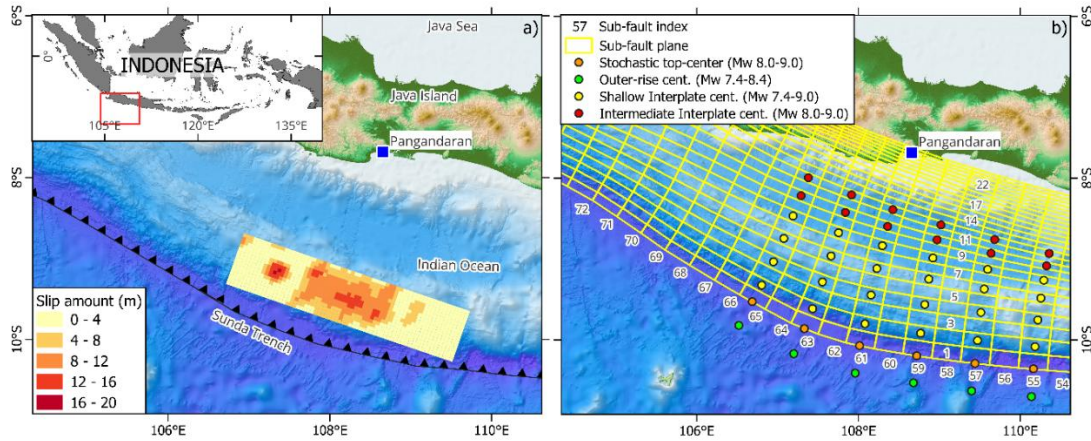 6°S
8°S
10°S
a)
Java Sea
INDONESIA
0°
105°E
120°E
135°E
Java Island
Pangandaran
Indian Ocean
Sunda Trench
Slip amount (m)
0 - 4
4 - 8
8 - 12
12 - 16
16 - 20
106°E
108°E
110°E
b)
57 Sub-fault index
Sub-fault plane
Stochastic top-center (Mw 8.0-9.0)
Outer-rise cent. (Mw 7.4-8.4)
Shallow Interplate cent. (Mw 7.4-9.0)
Intermediate Interplate cent. (Mw 8.0-9.0)
6°S
Pangandaran
8°S
22
17
14
11
9
7
5
3
1
72
71
70
69
68
67
66
65
64
63
62
61
60
59
58
57
56
55
54
10°S
106°E
108°E
110°E